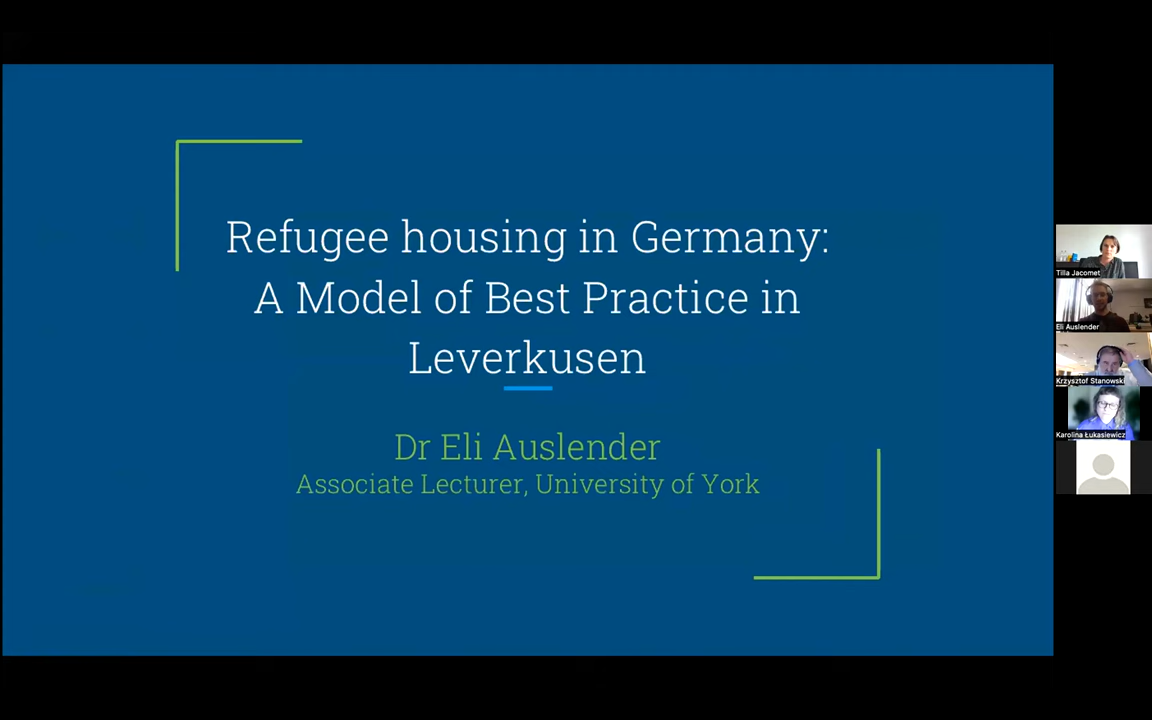 Refugee housing in Germany:
A Model of Best Practice in
Leverkusen
Dr Eli Auslender
Associate Lecturer, University of York
Tilla Jacomet
Eli Auslender
Krzysztof Stanowski
Karolina Łukasiewicz